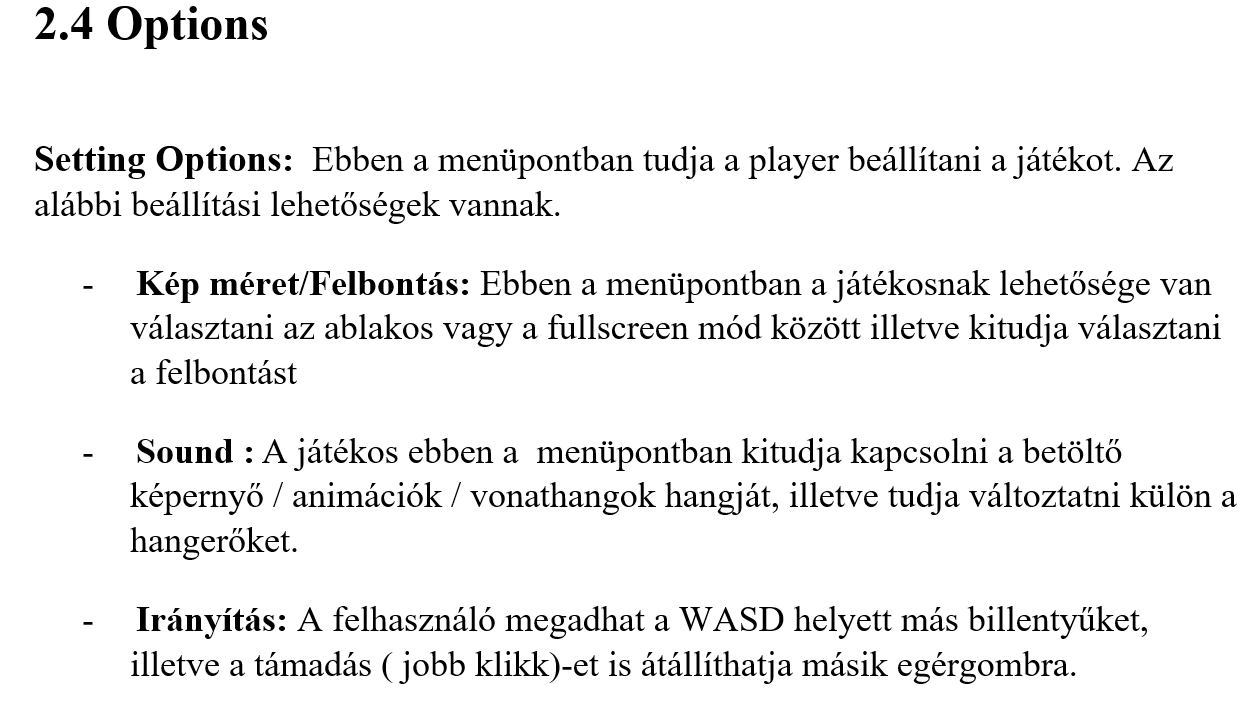 2.4 Options
Setting Options:  Ebben a menüpontban tudja a player beállítani a játékot. Az
alábbi beállítási lehetőségek vannak.
- Kép méret/Felbontás: Ebben a menüpontban a játékosnak lehetősége van
választani az ablakos vagy a fullscreen mód között illetve kitudja választani
a felbontást
- Sound : A játékos ebben a  menüpontban kitudja kapcsolni a betöltő
képernyő / animációk / vonathangok hangját, illetve tudja változtatni külön a
hangerőket.
- Irányítás: A felhasználó megadhat a WASD helyett más billentyűket,
illetve a támadás ( jobb klikk)-et is átállíthatja másik egérgombra.